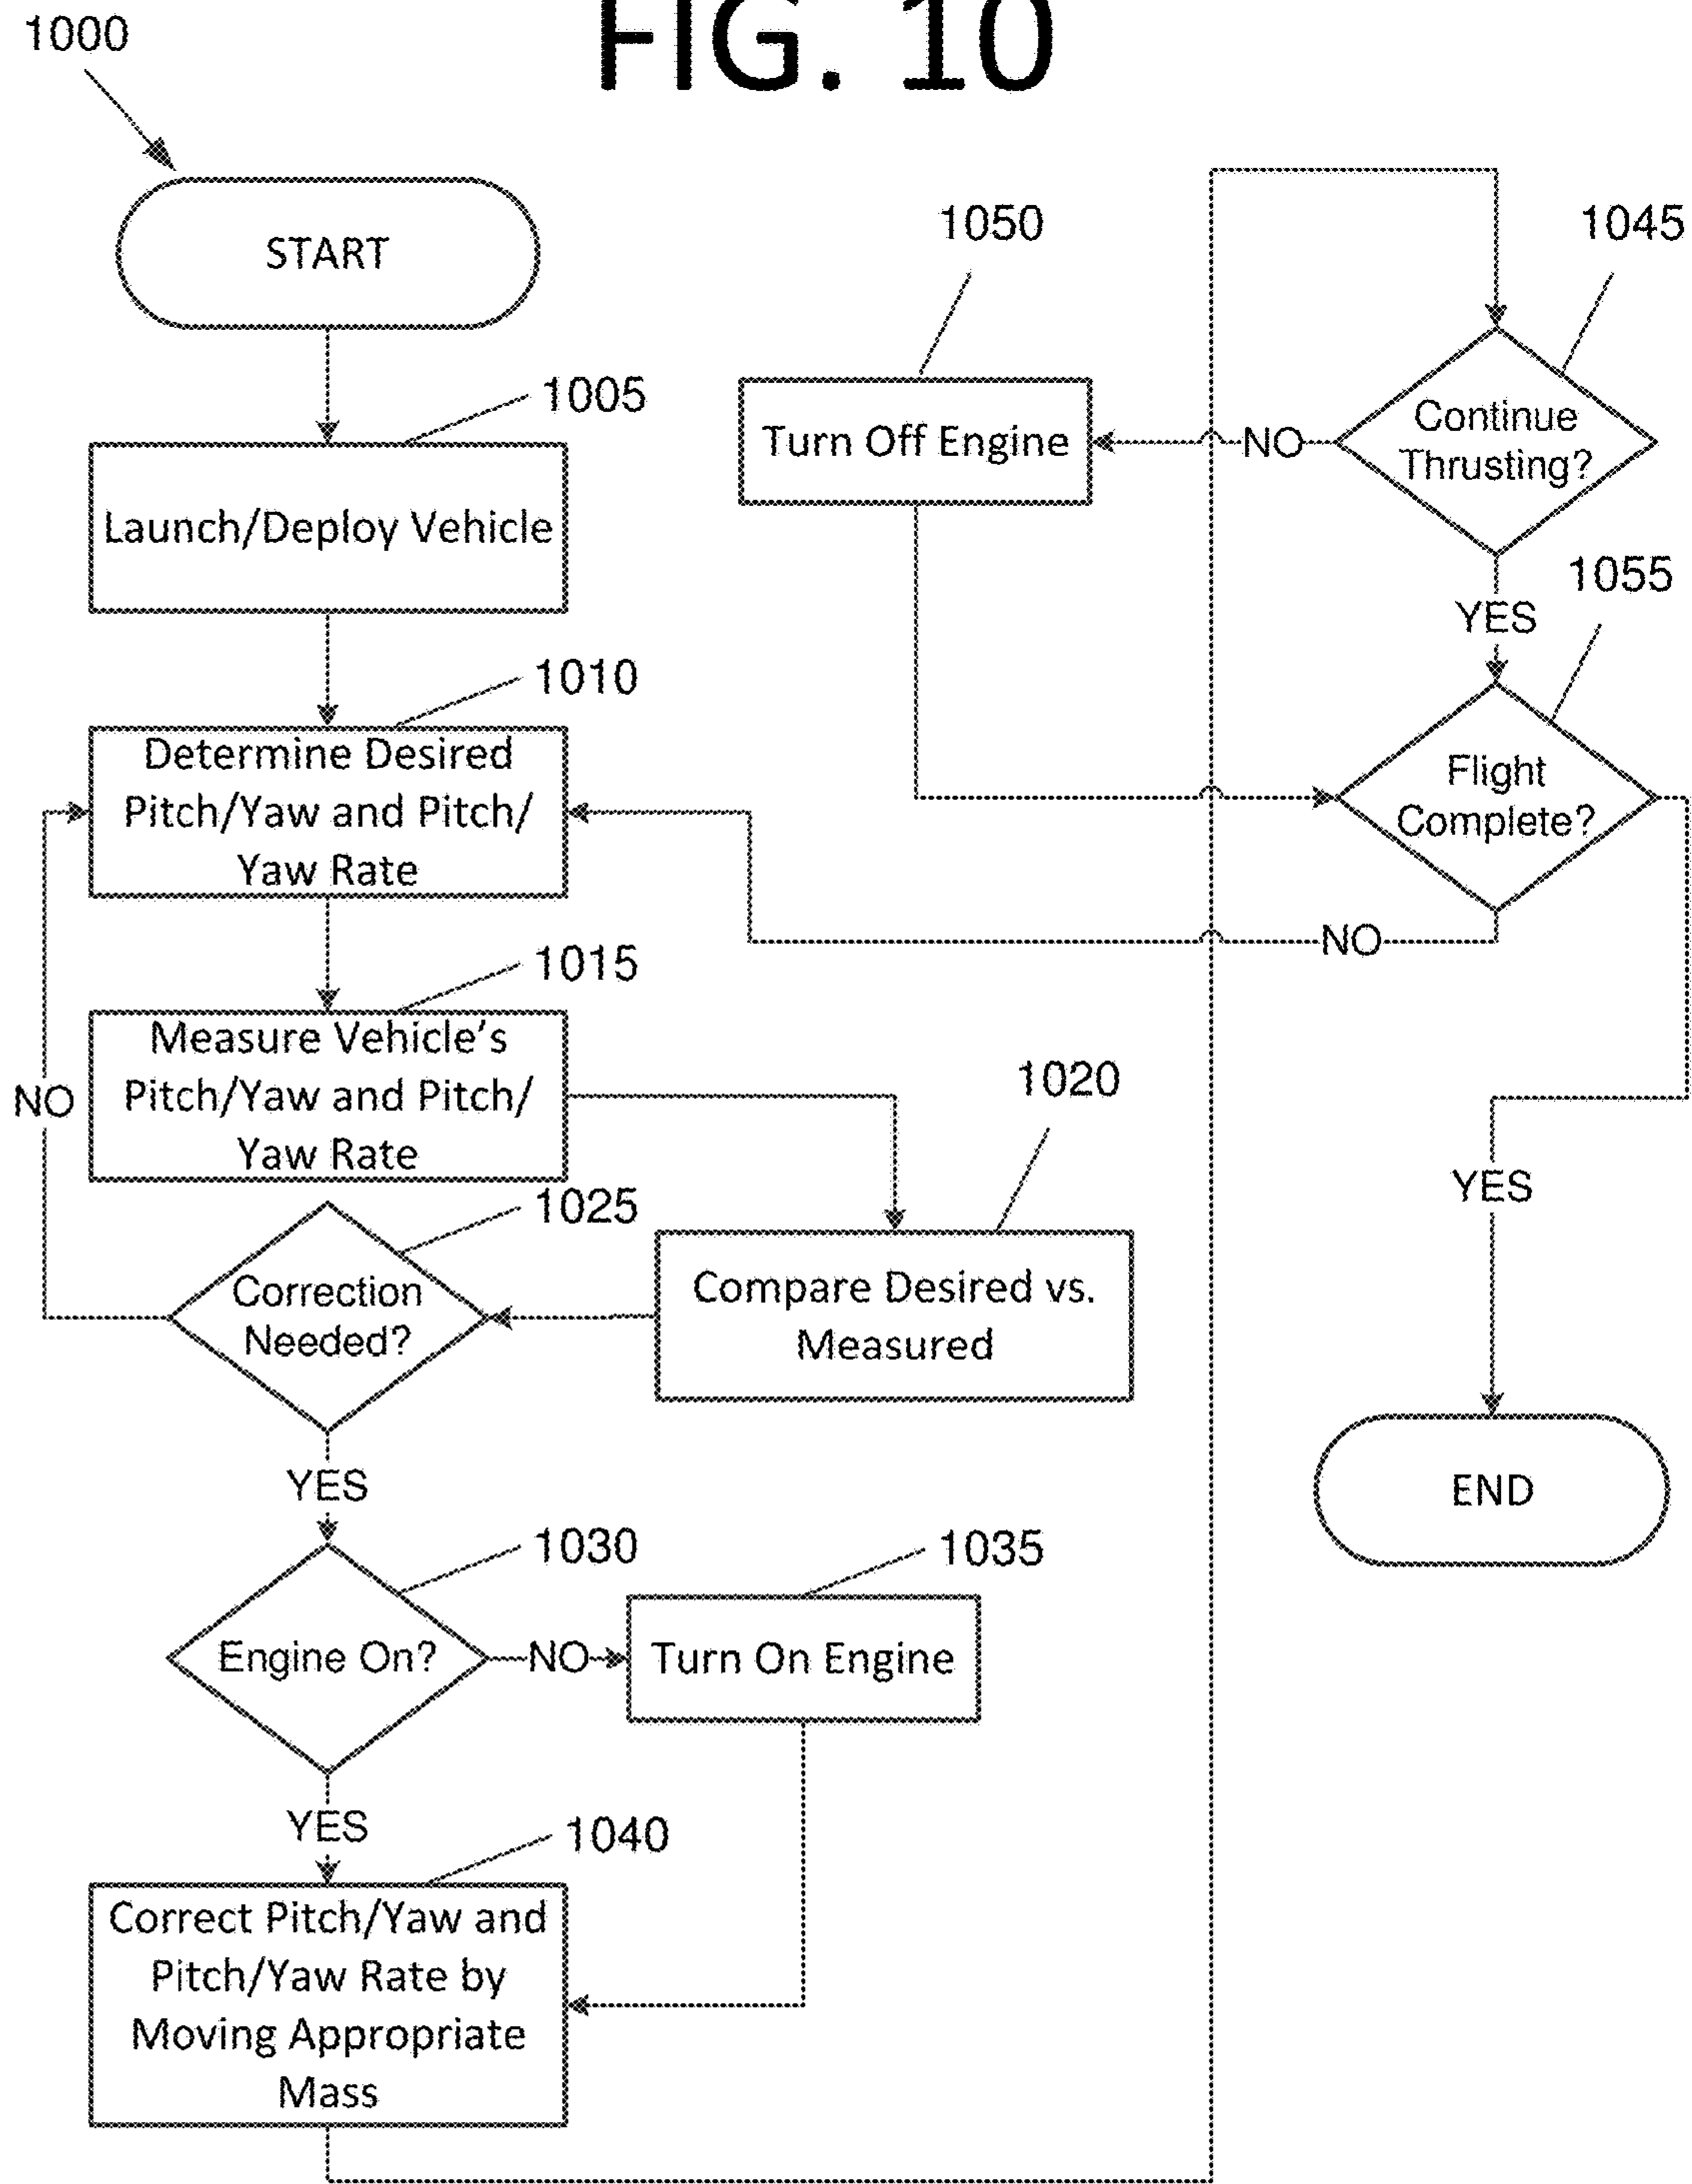 FIG. 10
1000
START
1005
Launch/Deploy Vehicle
1010
Determine Desired
Pitch/Yaw and Pitch/
Yaw Rate
1015
Measure Vehicle's
Pitch/Yaw and Pitch/
Yaw Rate
1020
Compare Desired vs.
Measured
1025
Correction
Needed?
NO
YES
1030
Engine On?
NO
1035
Turn On Engine
YES
1040
Correct Pitch/Yaw and
Pitch/Yaw Rate by
Moving Appropriate
Mass
1045
Continue
Thrusting?
NO
1050
Turn Off Engine
YES
1055
Flight
Complete?
NO
YES
END